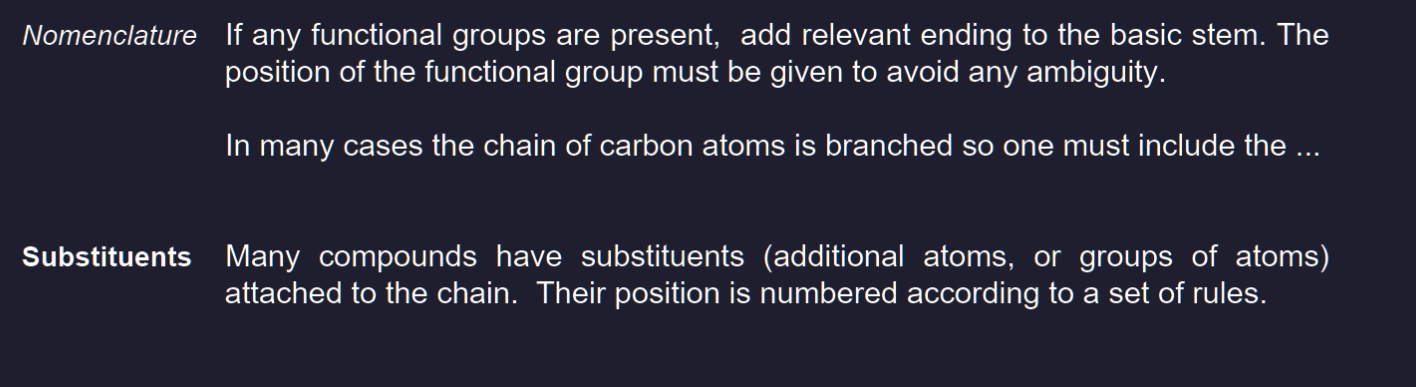 Nomenclature If any functional groups are present, add relevant ending to the basic stem. The
position of the functional group must be given to avoid any ambiguity.
In many cases the chain of carbon atoms is branched so one must include the ...
Substituents Many compounds have substituents (additional atoms, or groups of atoms)
attached to the chain. Their position is numbered according to a set of rules.